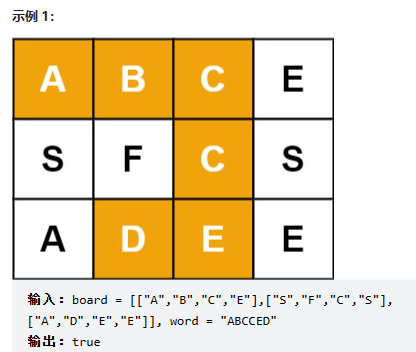 示例 1：
A B C E
S F C S
A D E E
输入：board = [["A","B","C","E"],["S","F","C","S"],
["A","D","E","E"]], word = "ABCCED"
输出：true